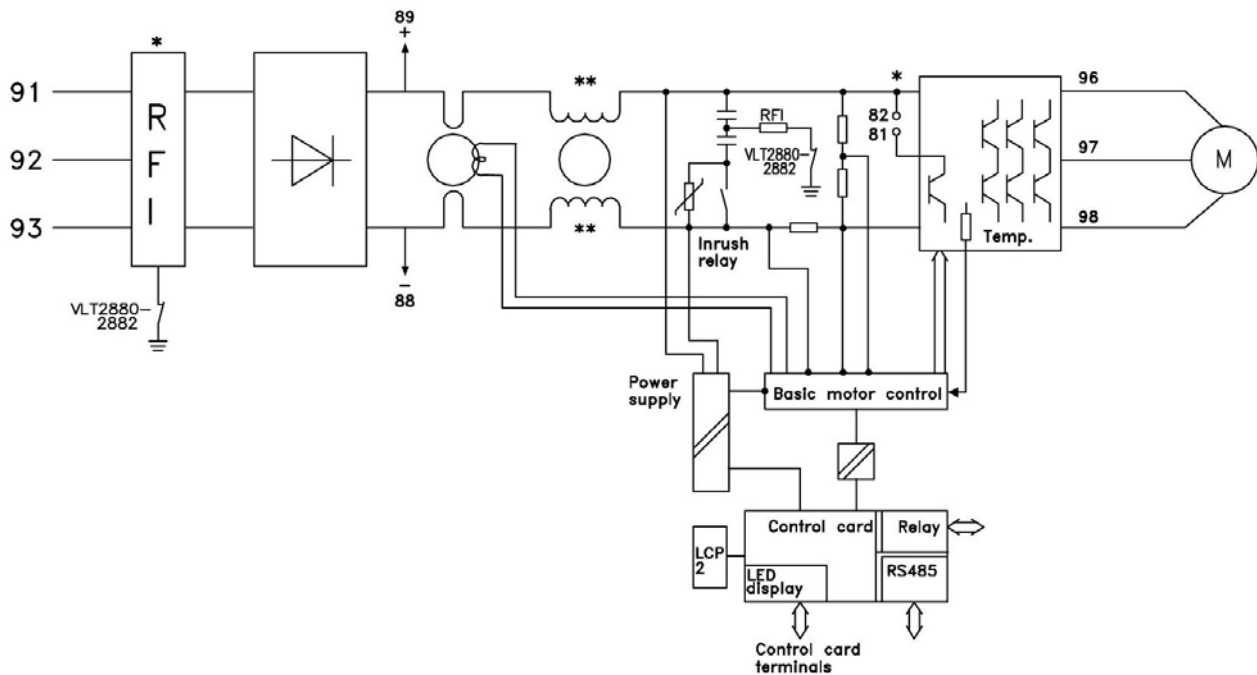 89
+
*
**
*
91
R
F
I
92
93
82
81
RFI
VLT2880-
2882
96
97
98
M
Temp.
**
Inrush
relay
-
88
VLT2880-
2882
Power
supply
Basic motor control
Control card
Relay
LCP
2
LED
display
RS485
Control card
terminals